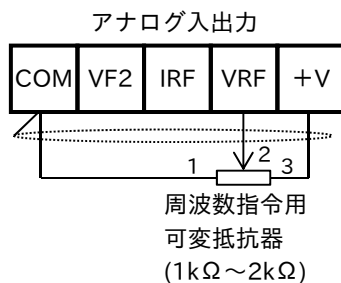 アナログ入出力
COM VF2 IRF VRF +V
1 2 3
周波数指令用
可変抵抗器
(1kΩ～2kΩ)